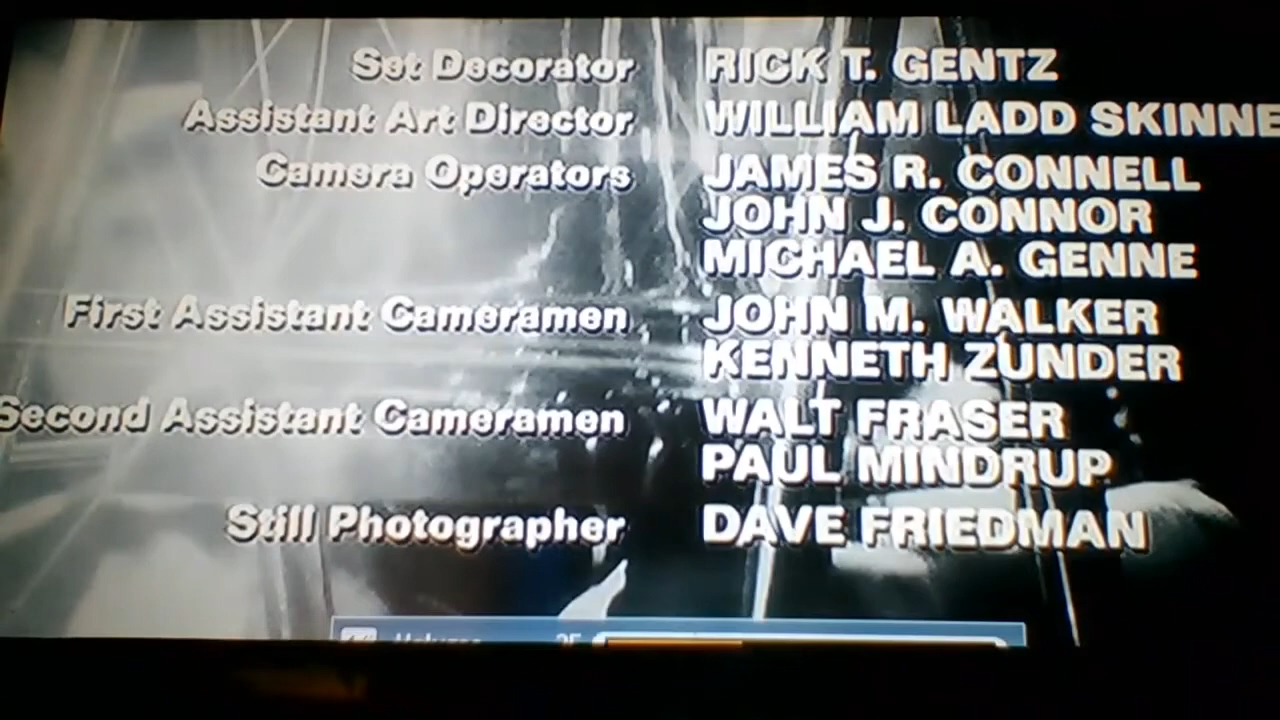 Set Decorator RICK T. GENTZ
Assistant Art Director WILLIAM LADD SKINNE
Camera Operators JAMES R. CONNELL
JOHN J. CONNOR
MICHAEL A. GENNE
First Assistant Cameramen JOHN M. WALKER
KENNETH ZUNDER
Second Assistant Cameramen WALT FRASER
PAUL MINDRUP
Still Photographer DAVE FRIEDMAN